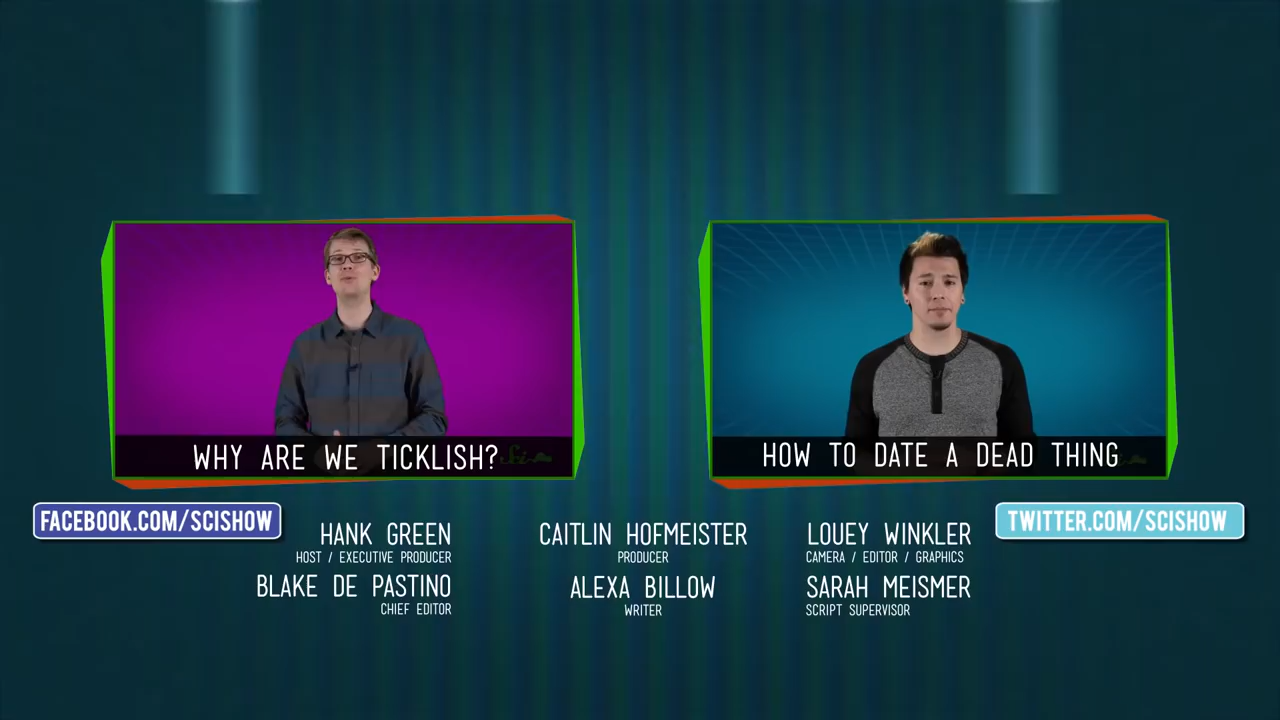 WHY ARE WE TICKLISH?
HOW TO DATE A DEAD THING
FACEBOOK.COM/SCISHOW
TWITTER.COM/SCISHOW
HANK GREEN
HOST / EXECUTIVE PRODUCER
CAITLIN HOFMEISTER
PRODUCER
LOUEY WINKLER
CAMERA / EDITOR / GRAPHICS
BLAKE DE PASTINO
CHIEF EDITOR
ALEXA BILLOW
WRITER
SARAH MEISMER
SCRIPT SUPERVISOR